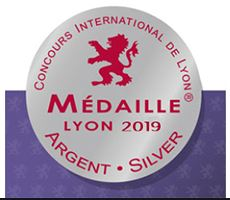 CONCOURS INTERNATIONAL DE LYON®
MÉDAILLE
LYON 2019
ARGENT • SILVER